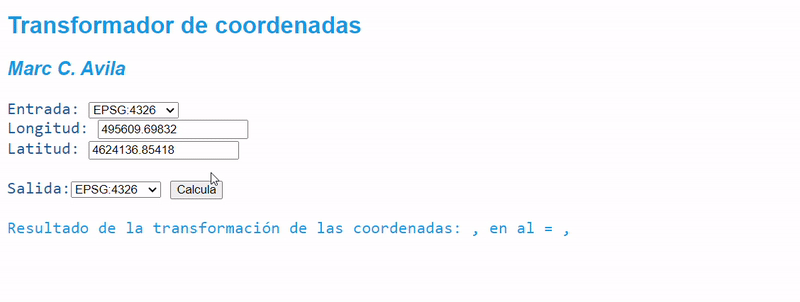 Transformador de coordenadas
Marc C. Avila
Entrada: EPSG:4326
Longitud: 495609.69832
Latitud: 4624136.85418
Salida: EPSG:4326 Calcula
Resultado de la transformación de las coordenadas: , en al = ,